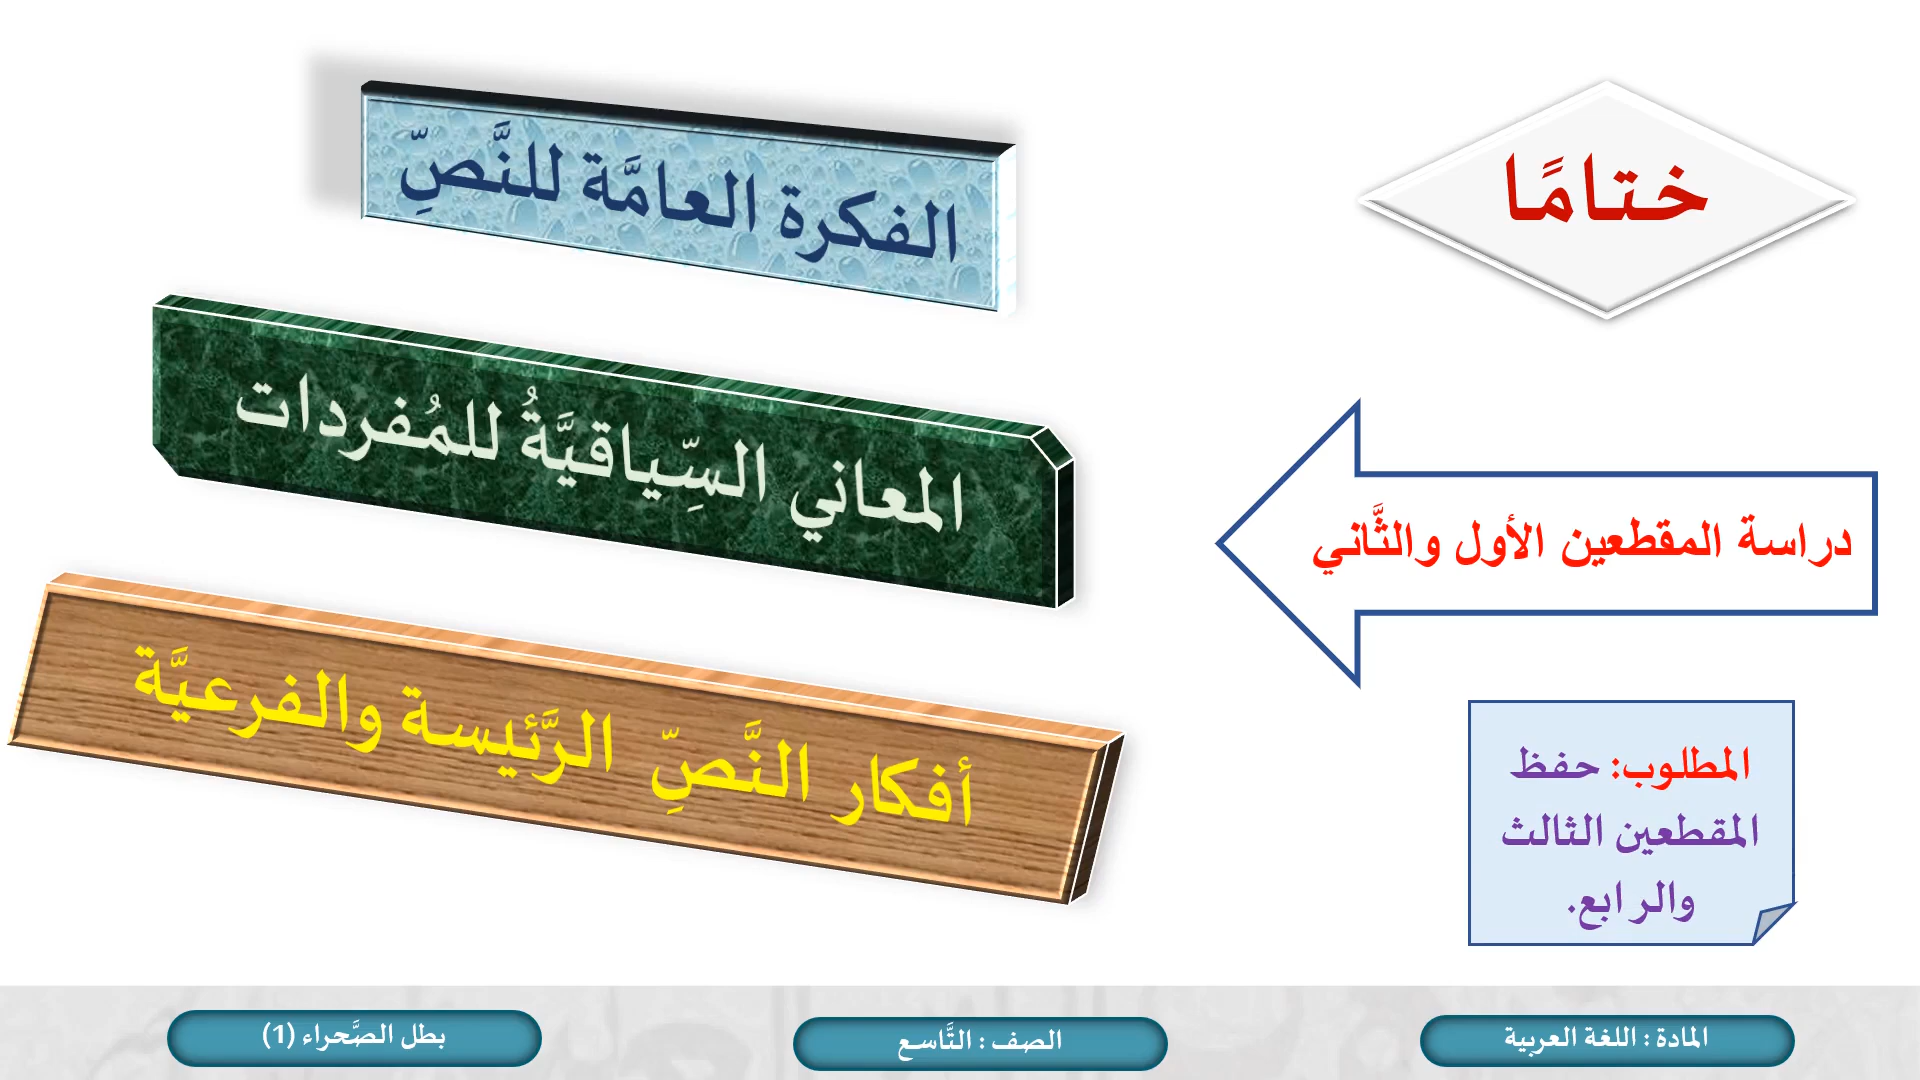 ختامًا
الفكرة العامَّة للنَّصِّ
المعاني السِّياقيَّةُ للمُفردات
دراسة المقطعين الأول والثَّاني
أفكار النَّصِّ الرَّئيسة والفرعيَّة
المطلوب: حفظ
المقطعين الثالث
والرابع.
المادة : اللغة العربية
الصف : التَّاسع
بطل الصَّحراء (1)